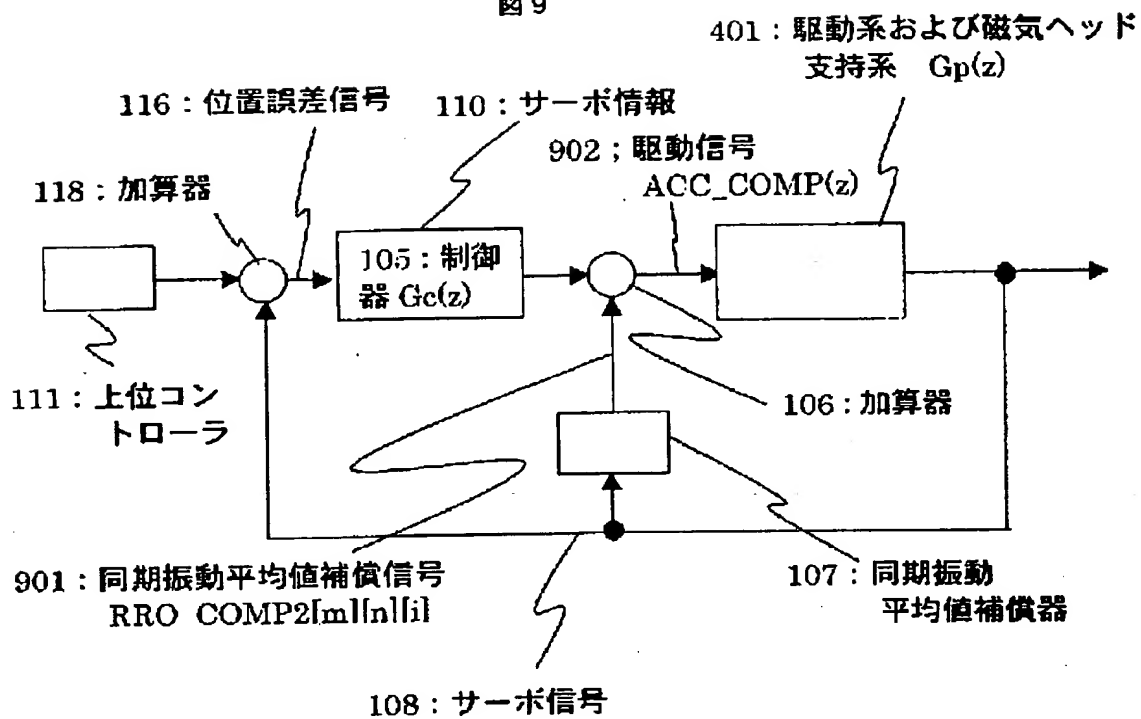 図9
401：駆動系および磁気ヘッド
支持系　Gp(z)
116：位置誤差信号
110：サーボ情報
902；駆動信号
ACC_COMP(z)
118：加算器
105：制御
器 Gc(z)
111：上位コン
トローラ
106：加算器
901：同期振動平均値補償信号
RRO COMP2[m][n][i]
107：同期振動
平均値補償器
108：サーボ信号